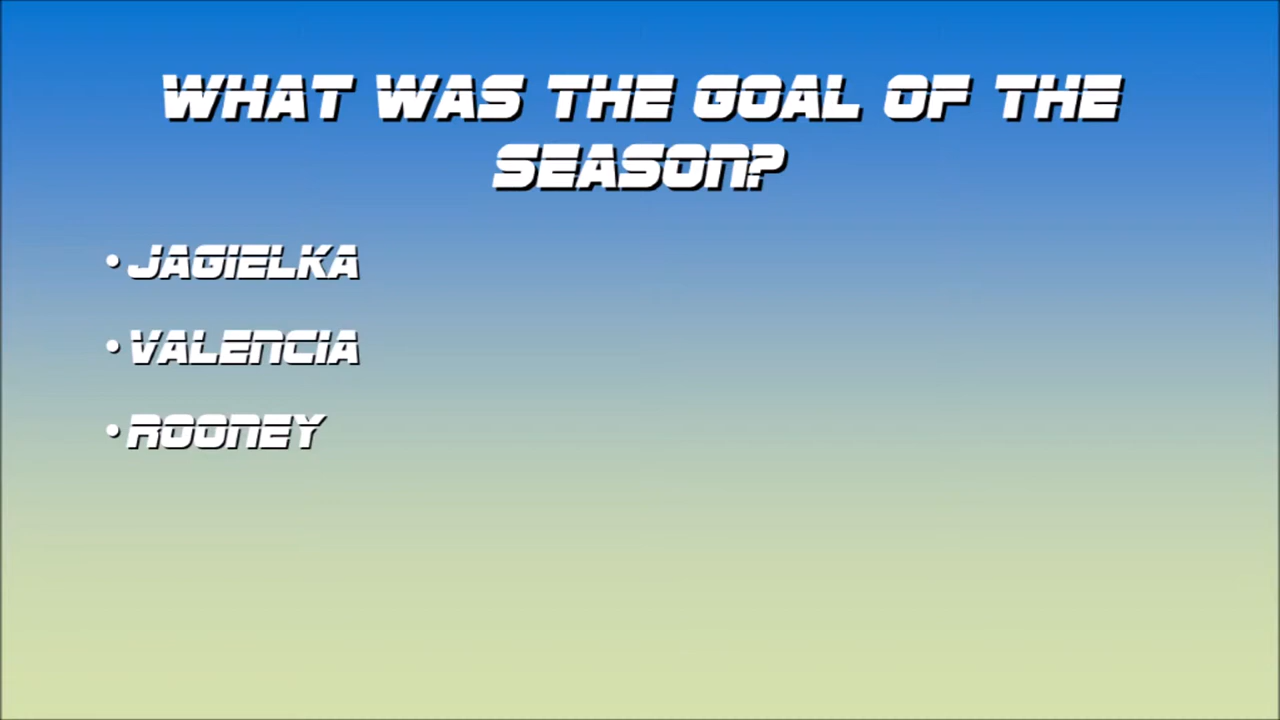 WHAT WAS THE GOAL OF THE
SEASON?
• JAGIELKA
• VALENCIA
• ROONEY